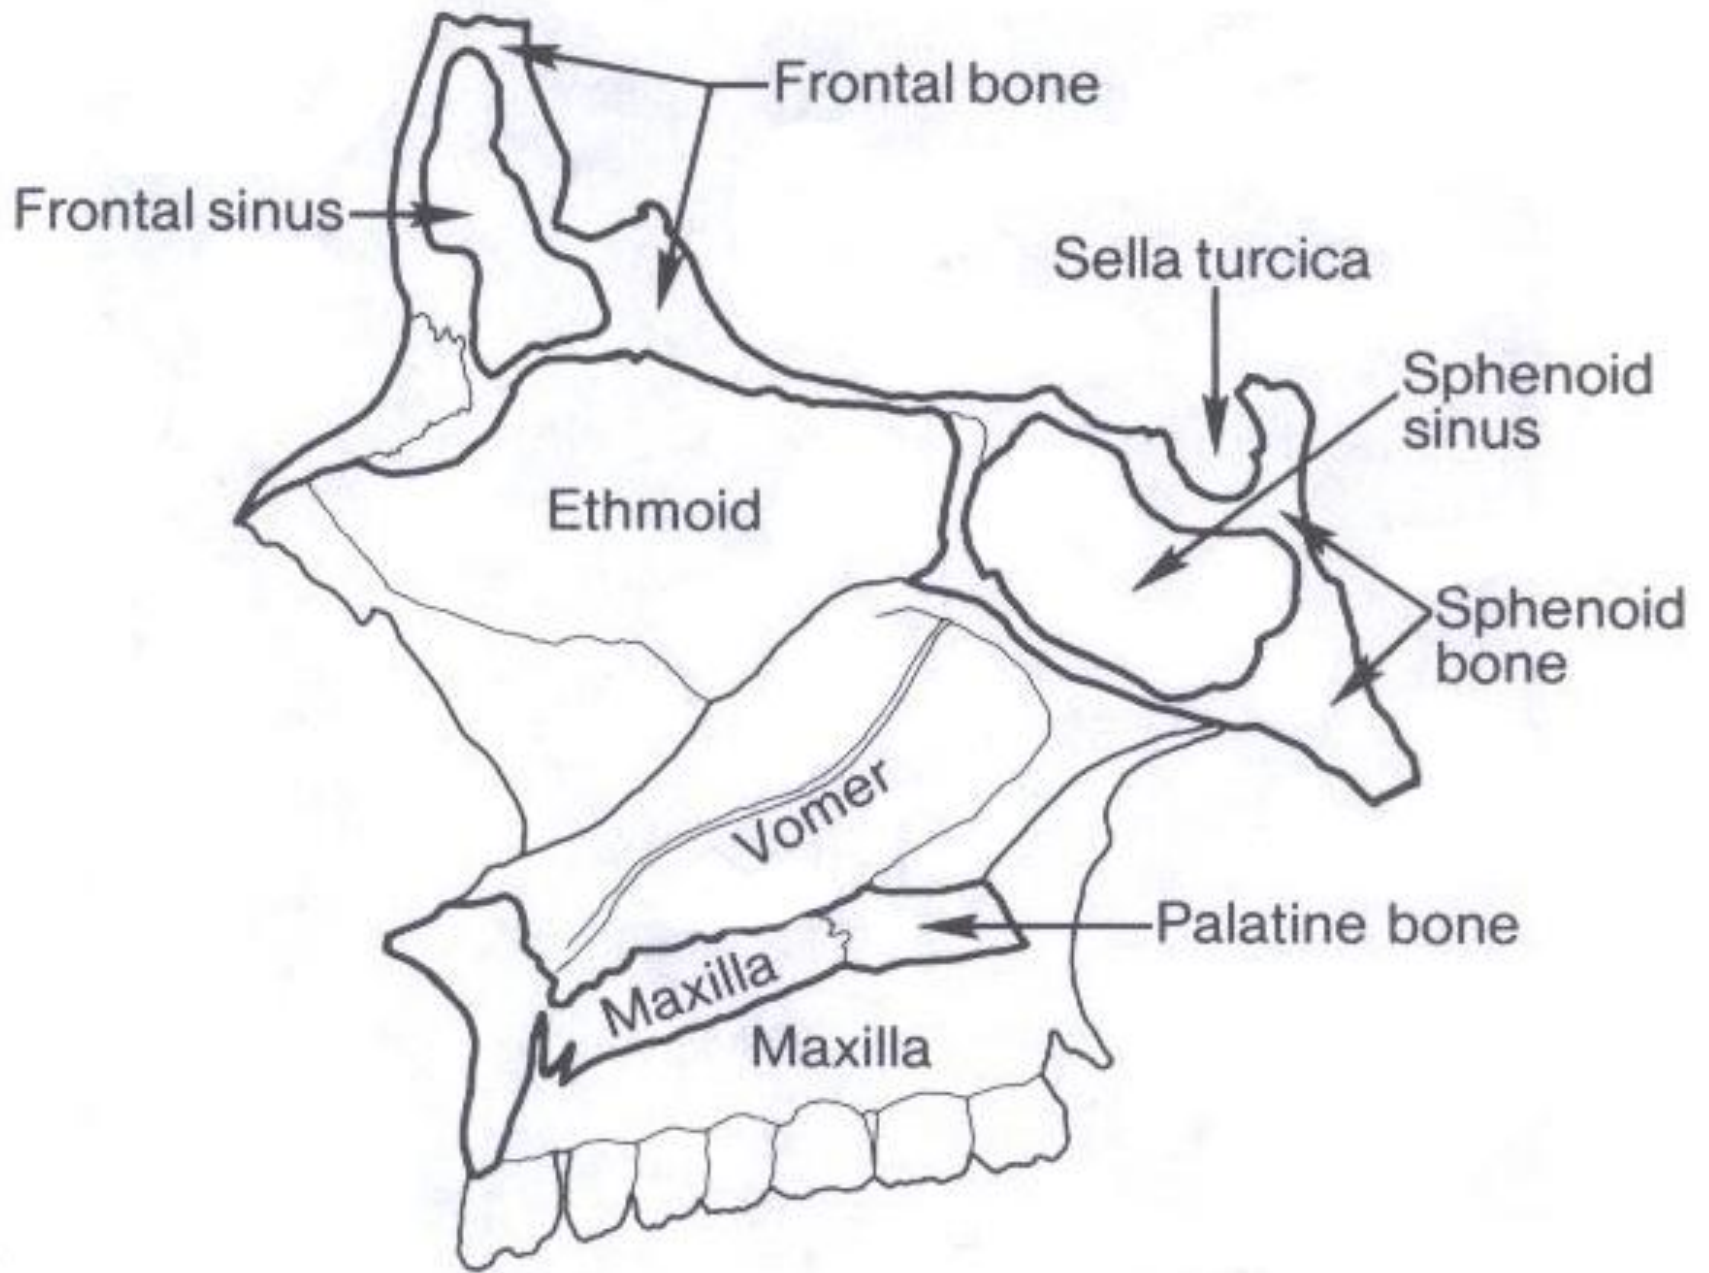 Frontal bone
Frontal sinus
Sella turcica
Sphenoid
sinus
Ethmoid
Sphenoid
bone
Vomer
Palatine bone
Maxilla
Maxilla